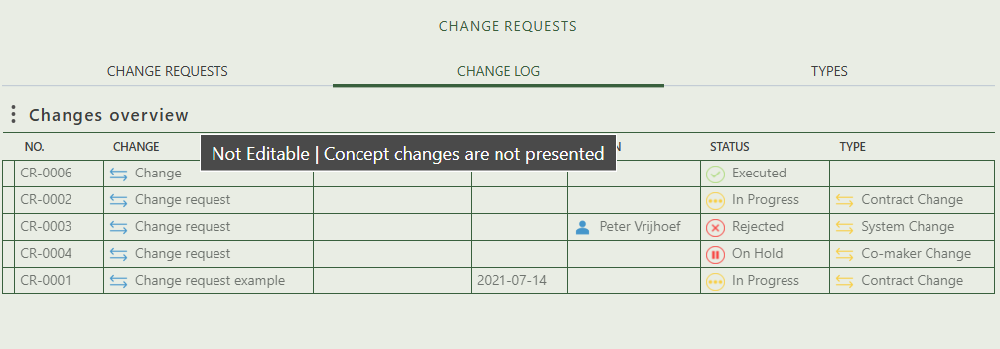 CHANGE REQUESTS
CHANGE REQUESTS CHANGE LOG TYPES
Changes overview
NO. CHANGE N STATUS TYPE
Not Editable | Concept changes are not presented
CR-0006 Change Executed
CR-0002 Change request In Progress Contract Change
CR-0003 Change request Peter Vrijhoef Rejected System Change
CR-0004 Change request On Hold Co-maker Change
CR-0001 Change request example 2021-07-14 In Progress Contract Change